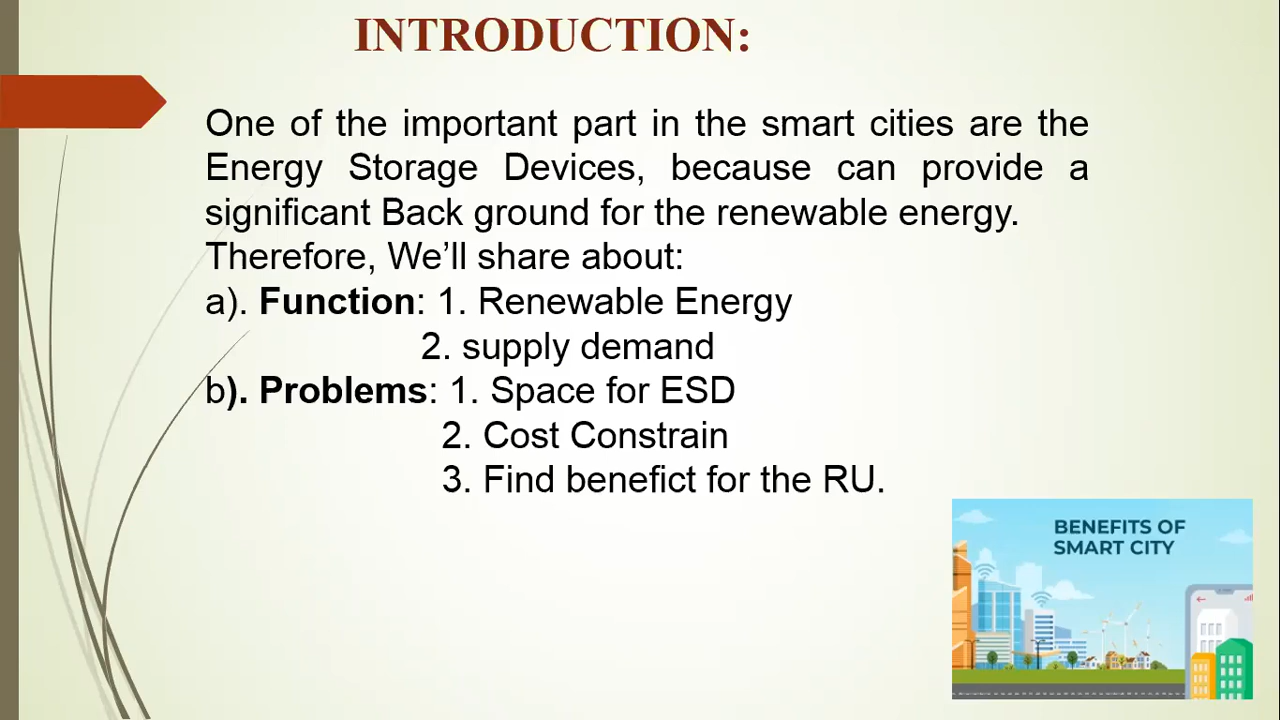 INTRODUCTION:
One of the important part in the smart cities are the
Energy Storage Devices, because can provide a
significant Back ground for the renewable energy.
Therefore, We’ll share about:
a). Function: 1. Renewable Energy
2. supply demand
b). Problems: 1. Space for ESD
2. Cost Constrain
3. Find benefict for the RU.
BENEFITS OF
SMART CITY